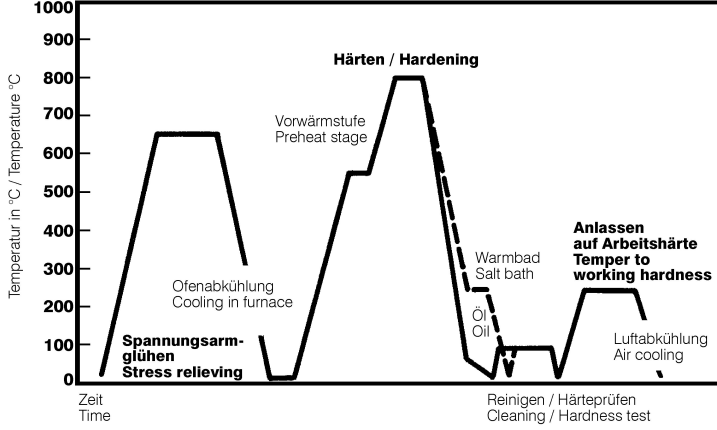 Temperatur in °C / Temperature °C
1000
900
800
700
600
500
400
300
200
100
0
Härten / Hardening
Vorwärmstufe
Preheat stage
Anlassen
auf Arbeitshärte
Temper to
working hardness
Warmbad
Salt bath
Ofenabkühlung
Cooling in furnace
Öl
Oil
Spannungsarm-
glühen
Stress relieving
Luftabkühlung
Air cooling
Zeit
Time
Reinigen / Härteprüfen
Cleaning / Hardness test